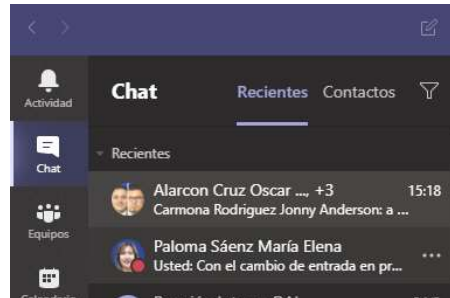 Actividad
Chat
Recientes
Contactos
Recientes
Chat
Alarcon Cruz Oscar ..., +3
15:18
Carmona Rodriguez Jonny Anderson: a ...
Equipos
Paloma Sáenz María Elena
Usted: Con el cambio de entrada en pr...
Calendario